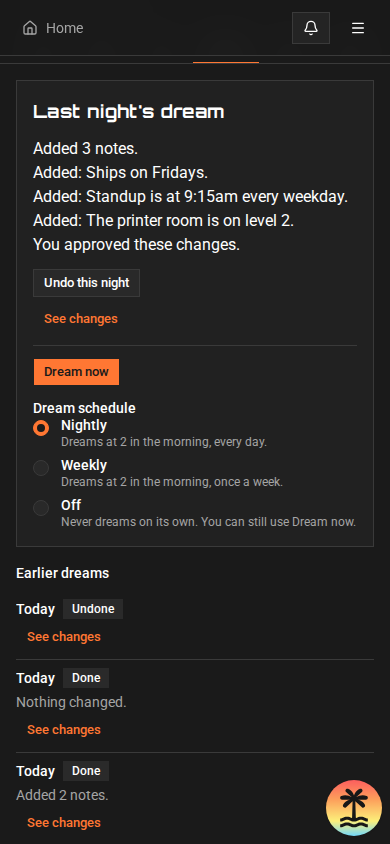 Home
Last night's dream
Added 3 notes.
Added: Ships on Fridays.
Added: Standup is at 9:15am every weekday.
Added: The printer room is on level 2.
You approved these changes.
Undo this night
See changes
Dream now
Dream schedule
Nightly
Dreams at 2 in the morning, every day.
Weekly
Dreams at 2 in the morning, once a week.
Off
Never dreams on its own. You can still use Dream now.
Earlier dreams
Today Undone
See changes
Today Done
Nothing changed.
See changes
Today Done
Added 2 notes.
See changes